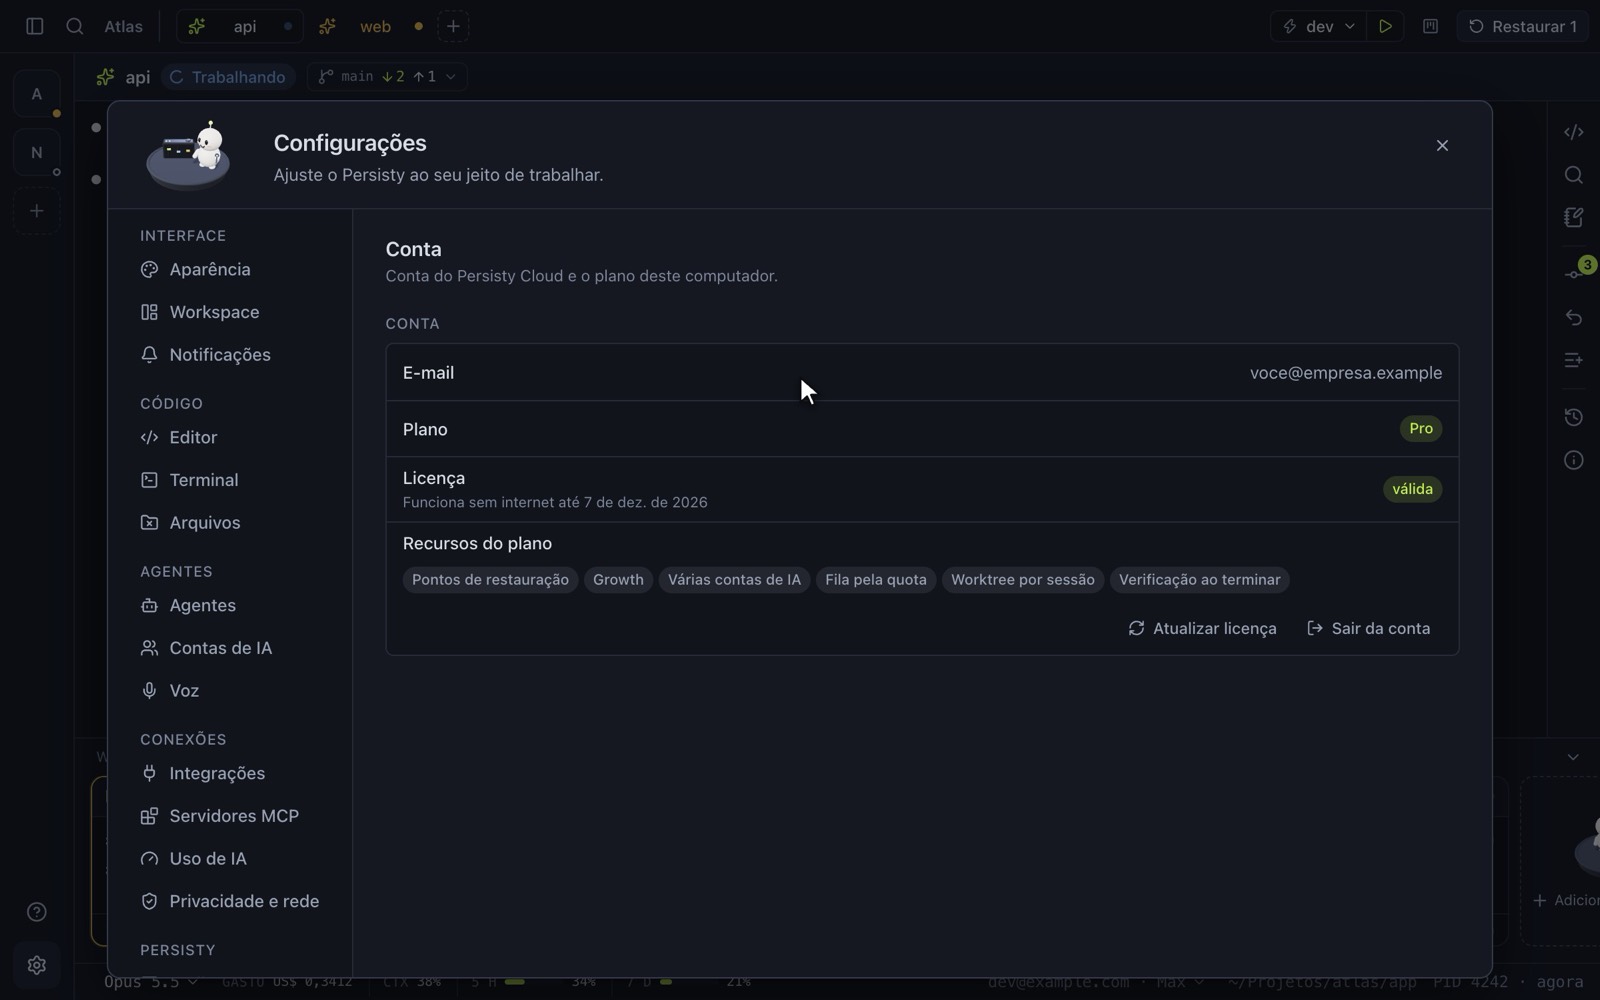 Atlas
api
web
dev
Restaurar 1
api
Trabalhando
main ↓2 ↑1
A
N
Configurações
Ajuste o Persisty ao seu jeito de trabalhar.
INTERFACE
Aparência
Workspace
Notificações
CÓDIGO
Editor
Terminal
Arquivos
AGENTES
Agentes
Contas de IA
Voz
CONEXÕES
Integrações
Servidores MCP
Uso de IA
Privacidade e rede
PERSISTY
Conta
Conta do Persisty Cloud e o plano deste computador.
CONTA
E-mail
voce@empresa.example
Plano
Pro
Licença
Funciona sem internet até 7 de dez. de 2026
válida
Recursos do plano
Pontos de restauração
Growth
Várias contas de IA
Fila pela quota
Worktree por sessão
Verificação ao terminar
Atualizar licença
Sair da conta
3
Opus 5.5 GASTO US$ 0,3412 CTX 38% 5 H 34% 7 D 21%
dev@example.com · Max ~/Projetos/atlas/app PID 4242 · agora